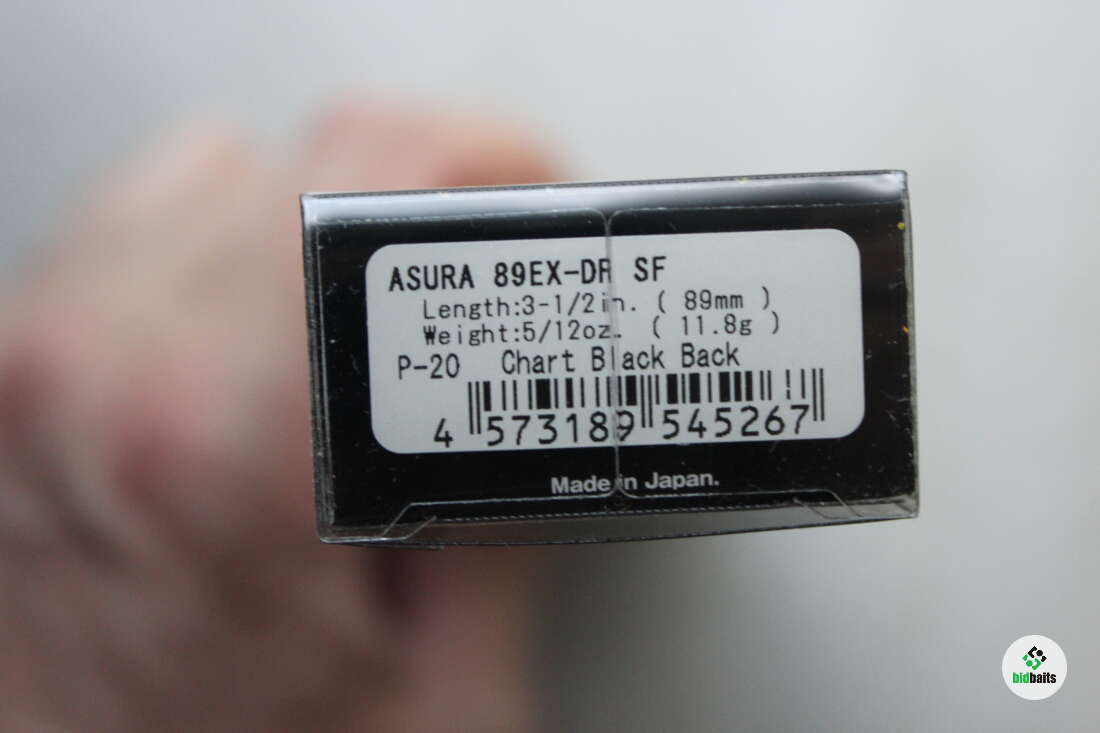 ASURA 89EX-DR SF
Length:3-1/2in. ( 89mm )
Weight:5/12oz. ( 11.8g )
P-20 Chart Black Back
4 573189 545267
Made in Japan.
bidbaits